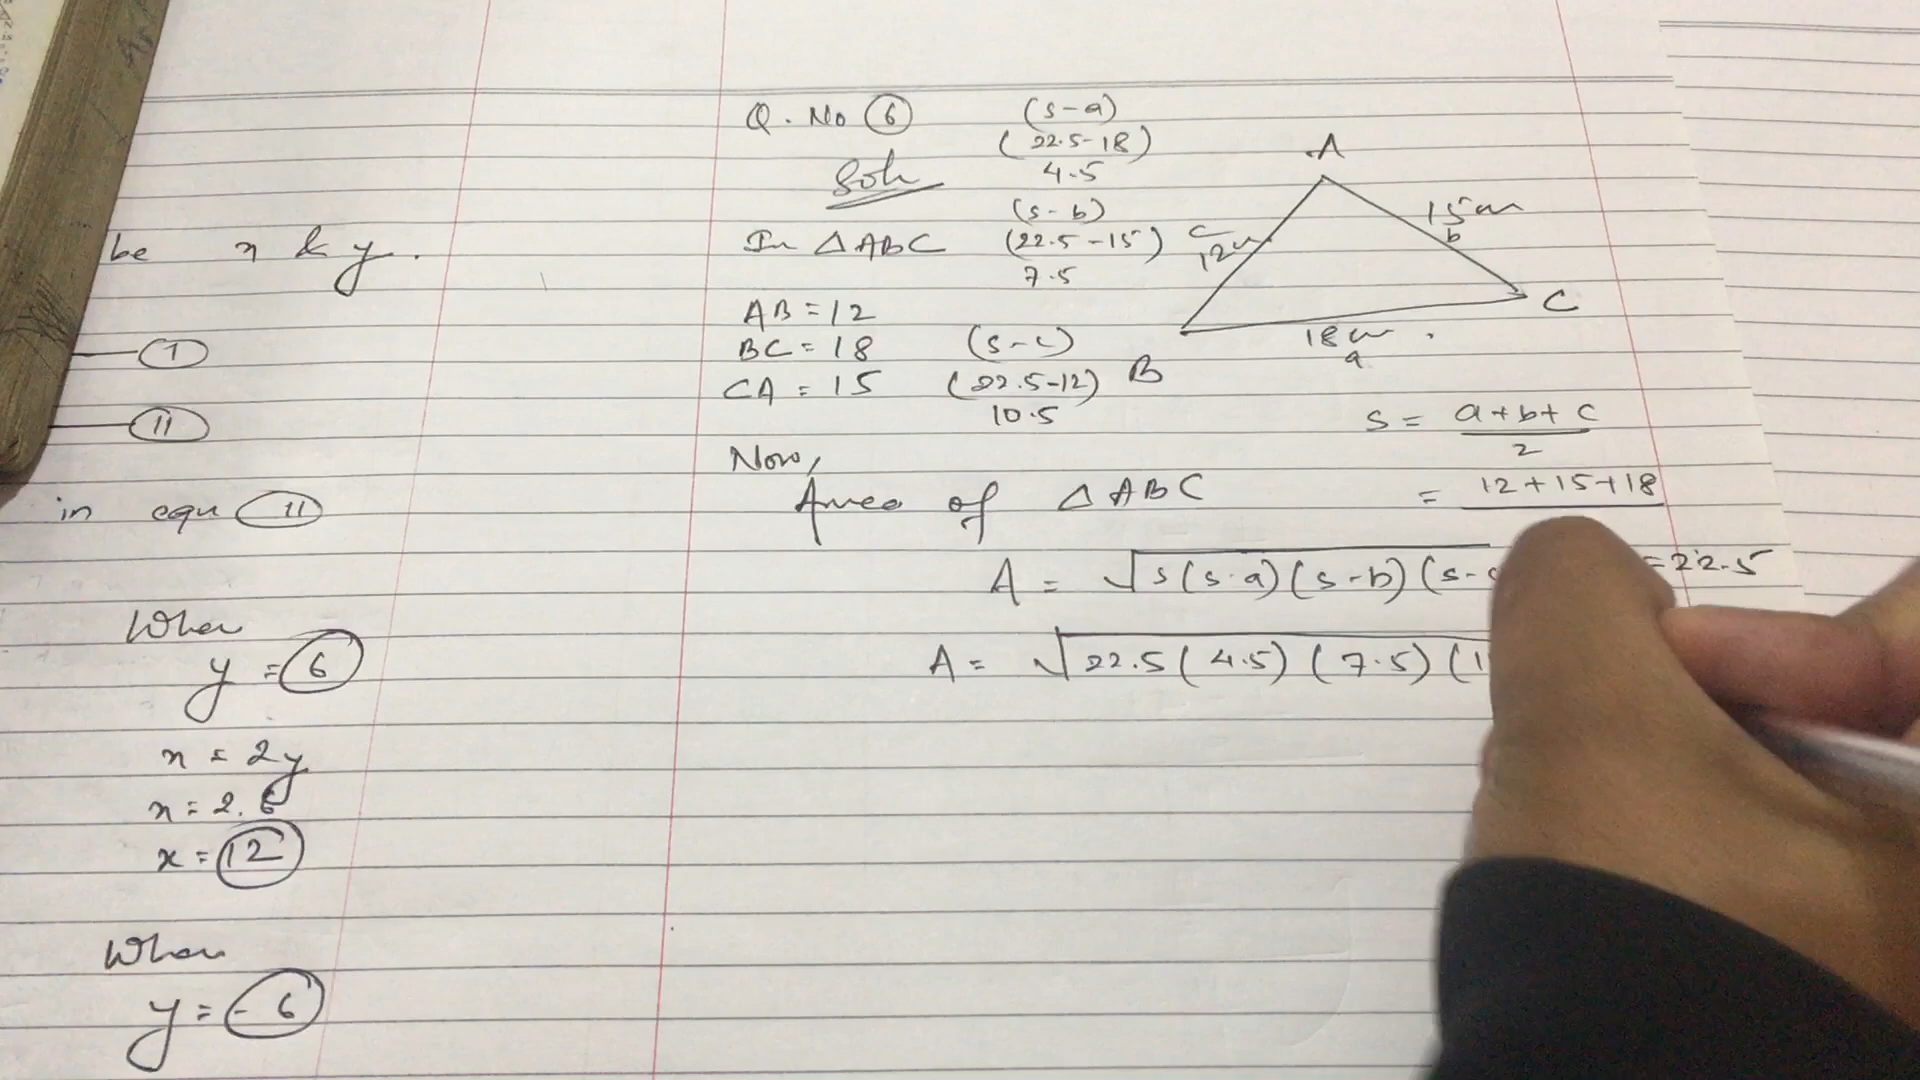 be x & y.
I
II
in equ II
When
y = 6
x = 2y
x = 2.6
x = 12
When
y = -6
Q. No 6
Soln
In △ABC
AB = 12
BC = 18
CA = 15
(s-a)
(22.5-18)
4.5
(s-b)
(22.5-15)
7.5
(s-c)
(22.5-12)
10.5
A
15cm
b
c
12cm
C
18cm
a
B
s = a+b+c
2
= 12+15+18
= 22.5
Now,
Area of △ABC
A = √s(s-a)(s-b)(s-c
A = √22.5(4.5)(7.5)(1